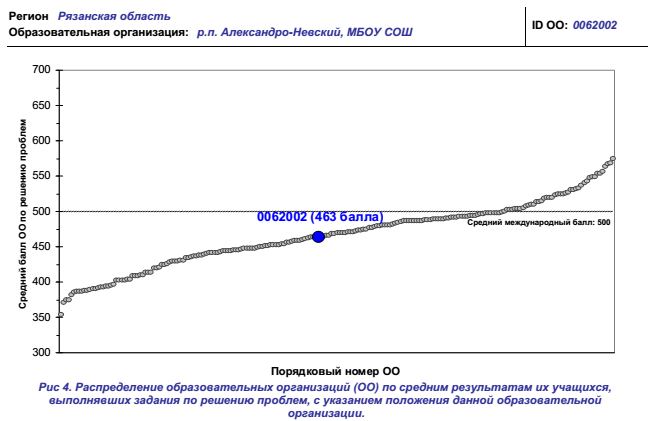 Регион Рязанская область
Образовательная организация: р.п. Александро-Невский, МБОУ СОШ
ID ОО: 0062002
700
650
600
550
500
450
400
350
300
Средний балл ОО по решению проблем
0062002 (463 балла)
Средний международный балл: 500
Порядковый номер ОО
Рис 4. Распределение образовательных организаций (ОО) по средним результатам их учащихся,
выполнявших задания по решению проблем, с указанием положения данной образовательной
организации.